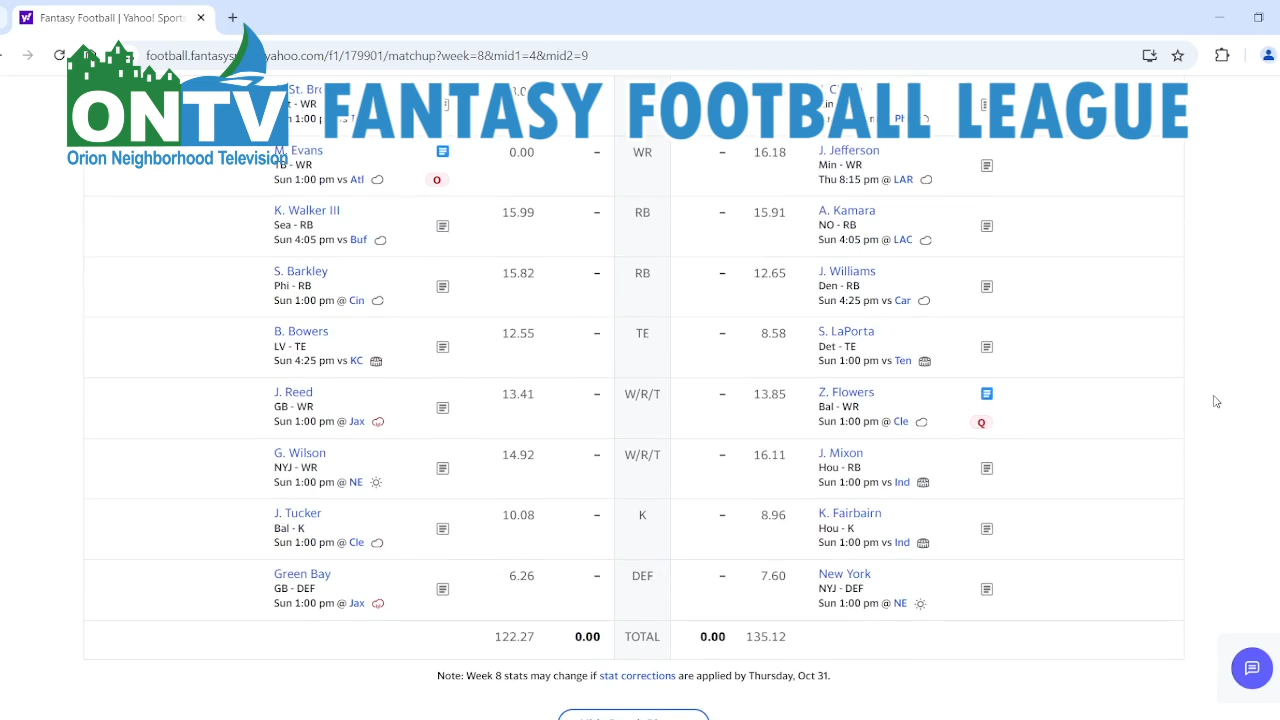 Fantasy Football | Yahoo! Sports
football.fantasysp yahoo.com/f1/179901/matchup?week=8&mid1=4&mid2=9
ONTV
Orion Neighborhood Television
FANTASY FOOTBALL LEAGUE
St. Bro
- WR
M. Evans
TB - WR
Sun 1:00 pm vs Atl
O
0.00 – WR – 16.18
J. Jefferson
Min - WR
Thu 8:15 pm @ LAR
K. Walker III
Sea - RB
Sun 4:05 pm vs Buf
15.99 – RB – 15.91
A. Kamara
NO - RB
Sun 4:05 pm @ LAC
S. Barkley
Phi - RB
Sun 1:00 pm @ Cin
15.82 – RB – 12.65
J. Williams
Den - RB
Sun 4:25 pm vs Car
B. Bowers
LV - TE
Sun 4:25 pm vs KC
12.55 – TE – 8.58
S. LaPorta
Det - TE
Sun 1:00 pm vs Ten
J. Reed
GB - WR
Sun 1:00 pm @ Jax
13.41 – W/R/T – 13.85
Z. Flowers
Bal - WR
Sun 1:00 pm @ Cle
Q
G. Wilson
NYJ - WR
Sun 1:00 pm @ NE
14.92 – W/R/T – 16.11
J. Mixon
Hou - RB
Sun 1:00 pm vs Ind
J. Tucker
Bal - K
Sun 1:00 pm @ Cle
10.08 – K – 8.96
K. Fairbairn
Hou - K
Sun 1:00 pm vs Ind
Green Bay
GB - DEF
Sun 1:00 pm @ Jax
6.26 – DEF – 7.60
New York
NYJ - DEF
Sun 1:00 pm @ NE
122.27 0.00 TOTAL 0.00 135.12
Note: Week 8 stats may change if stat corrections are applied by Thursday, Oct 31.